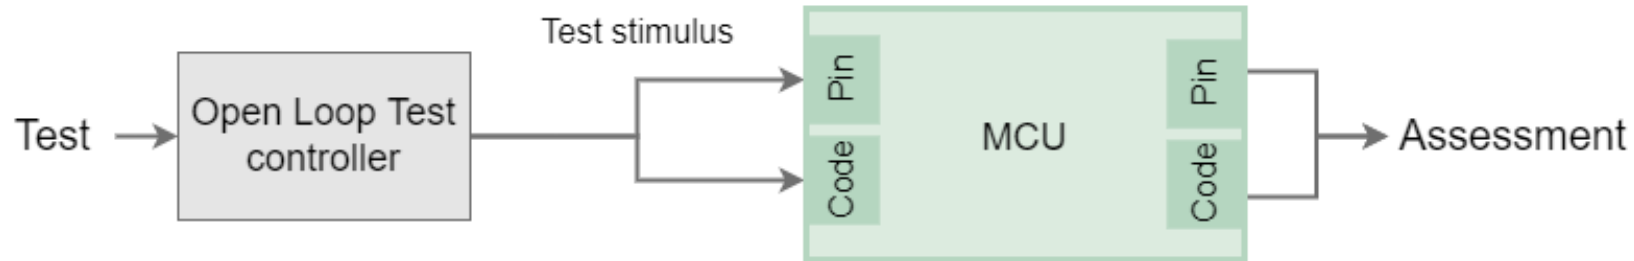 Test stimulus
Test
Open Loop Test
controller
Pin
Code
MCU
Pin
Code
Assessment